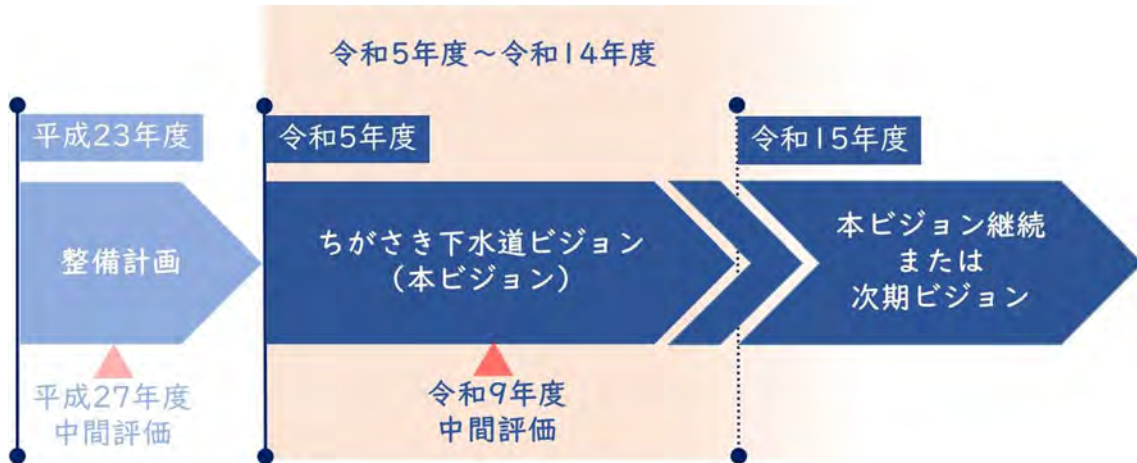 令和5年度～令和14年度
平成23年度
令和5年度
令和15年度
整備計画
ちがさき下水道ビジョン
(本ビジョン)
本ビジョン継続
または
次期ビジョン
平成27年度
中間評価
令和9年度
中間評価